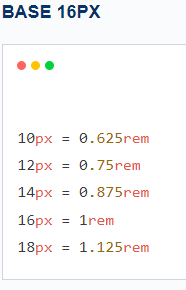 BASE 16PX
10px = 0.625rem
12px = 0.75rem
14px = 0.875rem
16px = 1rem
18px = 1.125rem